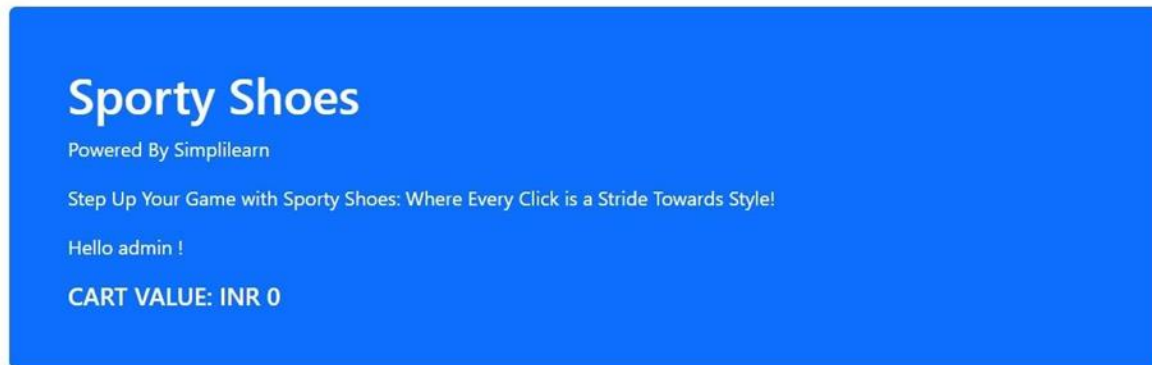 Sporty Shoes
Powered By Simplilearn
Step Up Your Game with Sporty Shoes: Where Every Click is a Stride Towards Style!
Hello admin !
CART VALUE: INR 0